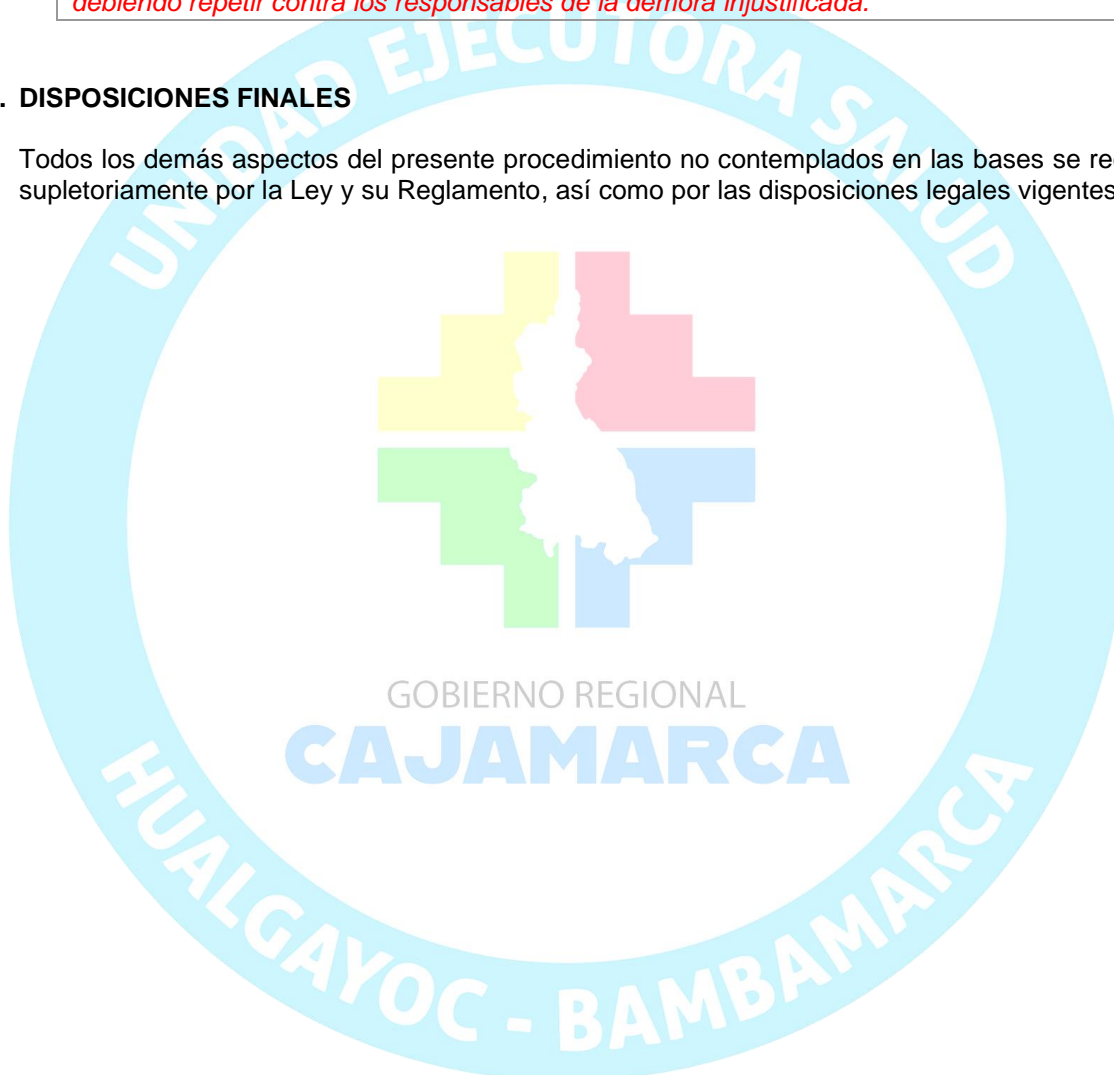 debiendo repetir contra los responsables de la demora injustificada.
. DISPOSICIONES FINALES
Todos los demás aspectos del presente procedimiento no contemplados en las bases se
supletoriamente por la Ley y su Reglamento, así como por las disposiciones legales vigentes
UNIDAD EJECUTORA SALUD
GOBIERNO REGIONAL
CAJAMARCA
HUALGAYOC - BAMBAMARCA